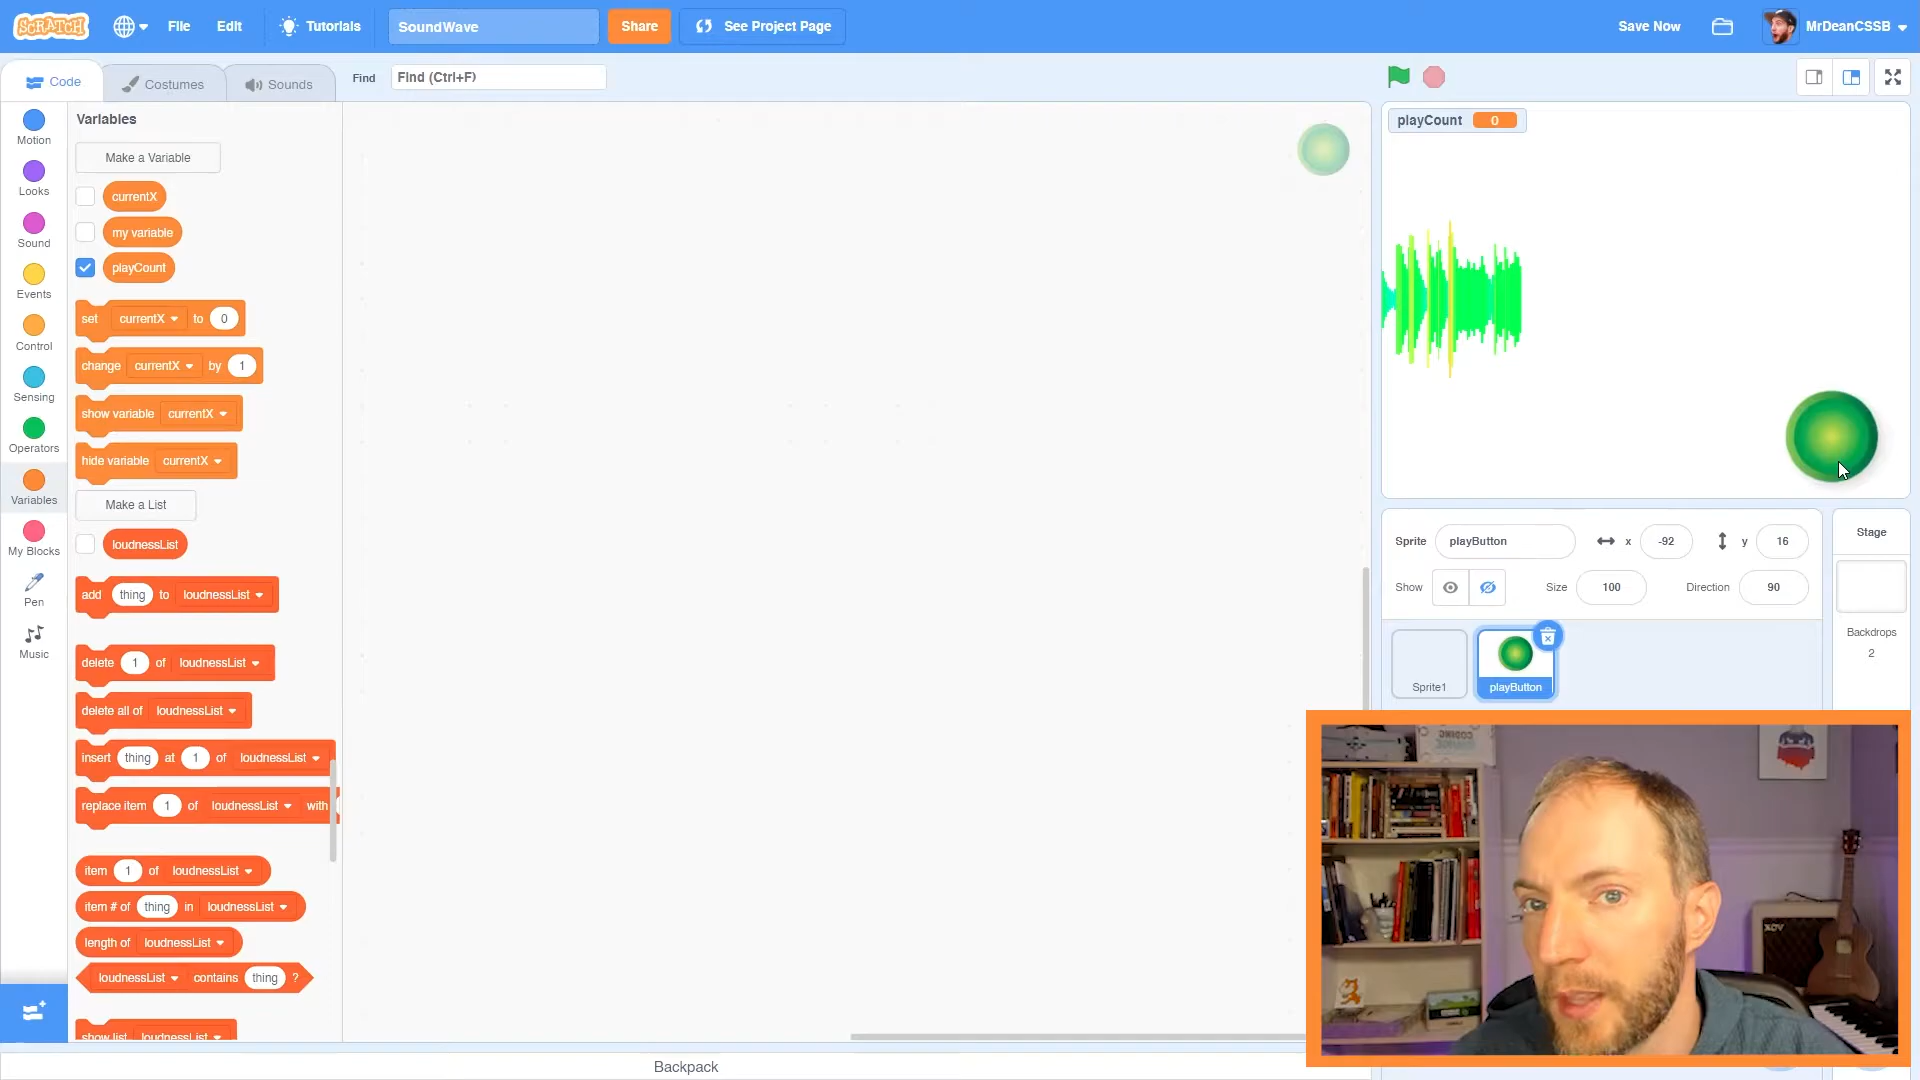 SCRATCH File Edit Tutorials SoundWave Share See Project Page Save Now MrDeanCSSB
Code Costumes Sounds Find Find (Ctrl+F)
Motion
Looks
Sound
Events
Control
Sensing
Operators
Variables
My Blocks
Pen
Music
Variables
Make a Variable
currentX
my variable
playCount
set currentX to 0
change currentX by 1
show variable currentX
hide variable currentX
Make a List
loudnessList
add thing to loudnessList
delete 1 of loudnessList
delete all of loudnessList
insert thing at 1 of loudnessList
replace item 1 of loudnessList with
item 1 of loudnessList
item # of thing in loudnessList
length of loudnessList
loudnessList contains thing ?
show list loudnessList
Backpack
playCount 0
Sprite playButton x -92 y 16
Show Size 100 Direction 90
Sprite1
playButton
Stage
Backdrops
2
CODING
XCV